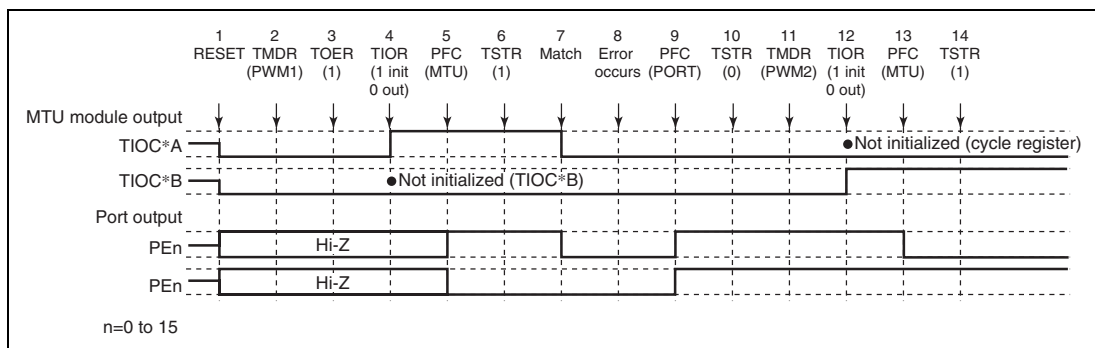 1 2 3 4 5 6 7 8 9 10 11 12 13 14
RESET TMDR TOER TIOR PFC TSTR Match Error PFC TSTR TMDR TIOR PFC TSTR
(PWM1) (1) (1 init (MTU) (1) occurs (PORT) (0) (PWM2) (1 init (MTU) (1)
0 out) 0 out)
MTU module output
TIOC*A ●Not initialized (cycle register)
TIOC*B ●Not initialized (TIOC*B)
Port output
PEn Hi-Z
PEn Hi-Z
n=0 to 15